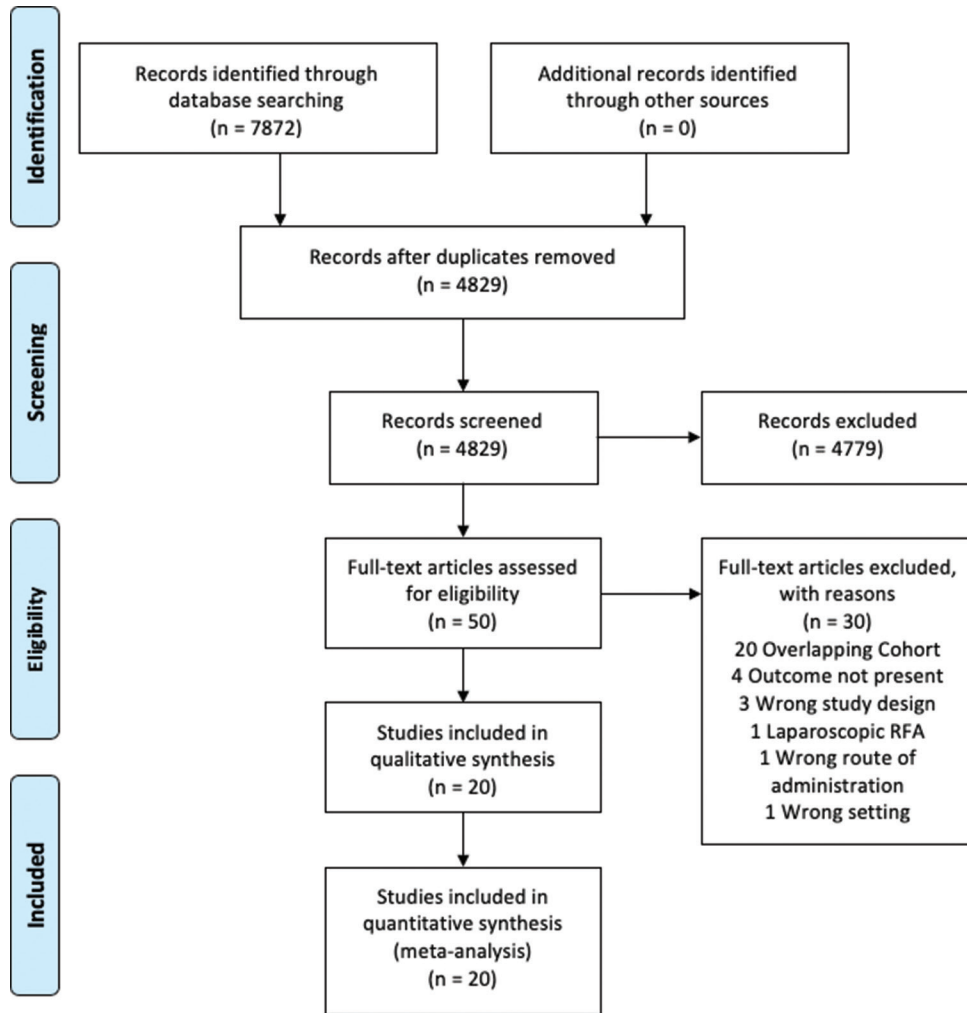 Identification
Records identified through
database searching
(n = 7872)
Additional records identified
through other sources
(n = 0)
Records after duplicates removed
(n = 4829)
Screening
Records screened
(n = 4829)
Records excluded
(n = 4779)
Eligibility
Full-text articles assessed
for eligibility
(n = 50)
Full-text articles excluded,
with reasons
(n = 30)
20 Overlapping Cohort
4 Outcome not present
3 Wrong study design
1 Laparoscopic RFA
1 Wrong route of
administration
1 Wrong setting
Studies included in
qualitative synthesis
(n = 20)
Included
Studies included in
quantitative synthesis
(meta-analysis)
(n = 20)